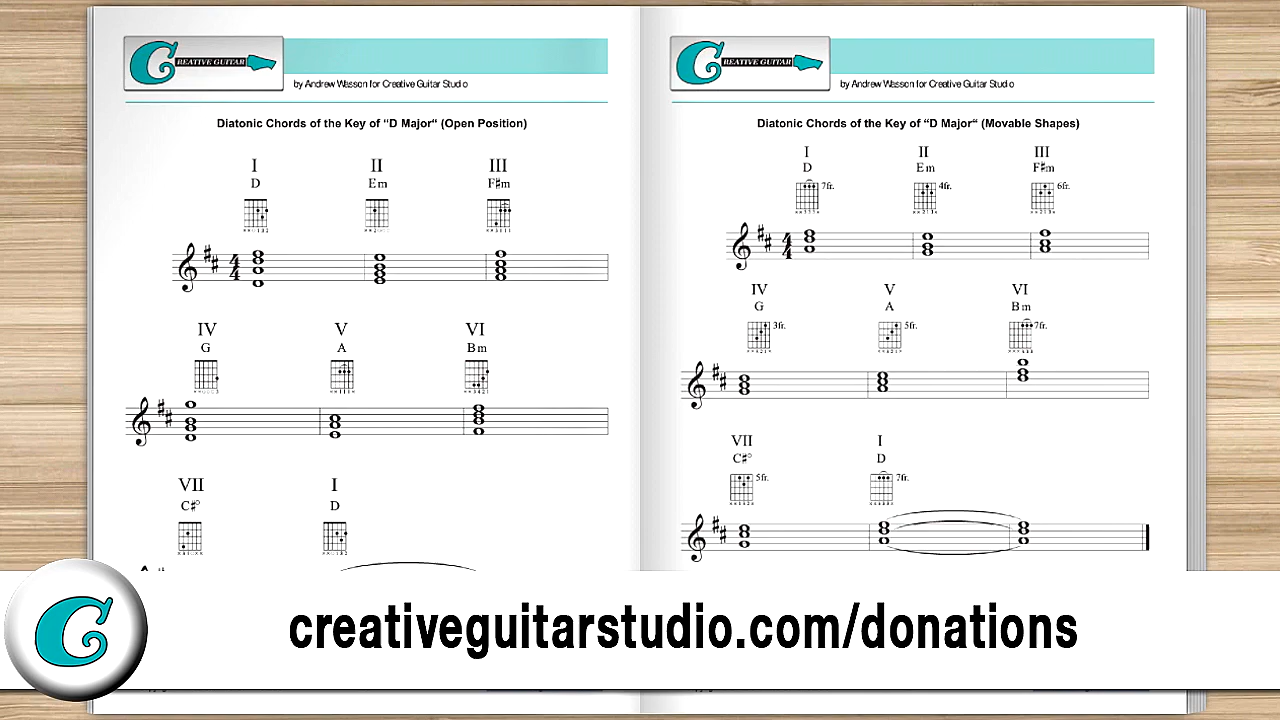 CREATIVE GUITAR
by Andrew Wasson for Creative Guitar Studio
Diatonic Chords of the Key of "D Major" (Open Position)
I II III
D Em F#m
IV V VI
G A Bm
VII I
C#° D
CREATIVE GUITAR
by Andrew Wasson for Creative Guitar Studio
Diatonic Chords of the Key of "D Major" (Movable Shapes)
I II III
D Em F#m
7fr. 4fr. 6fr.
IV V VI
G A Bm
3fr. 5fr. 7fr.
VII I
C#° D
5fr. 7fr.
C
creativeguitarstudio.com/donations